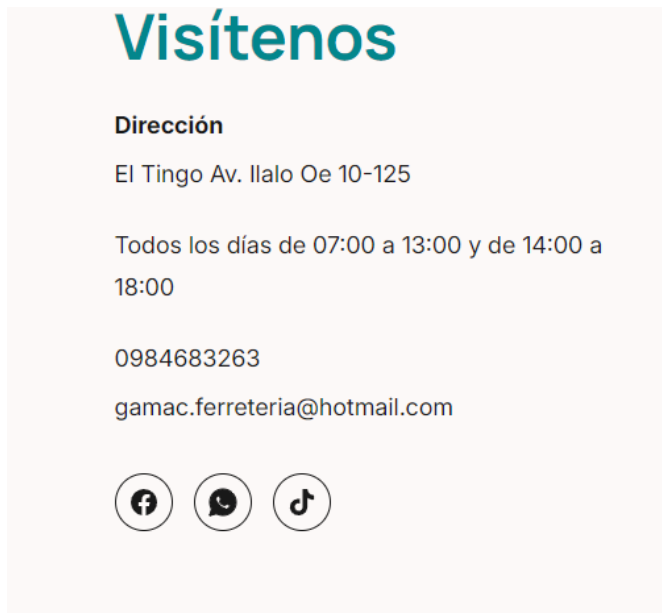 Visítenos
Dirección
El Tingo Av. Ilalo Oe 10-125
Todos los días de 07:00 a 13:00 y de 14:00 a
18:00
0984683263
gamac.ferreteria@hotmail.com